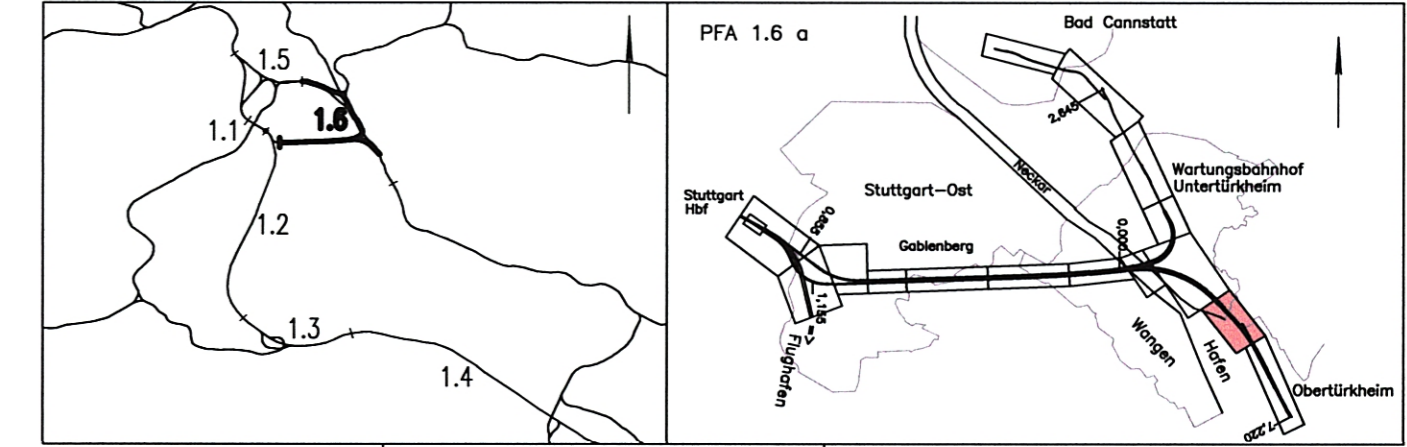 1.5
1.6
1.1
1.2
1.3
1.4
PFA 1.6 a
Bad Cannstatt
2,645
Neckar
Wartungsbahnhof
Untertürkheim
Stuttgart-Ost
Stuttgart
Hbf
0,855
0,000
Gablenberg
1,155
=> Flughafen
Wangen
Hafen
Obertürkheim
-7,220